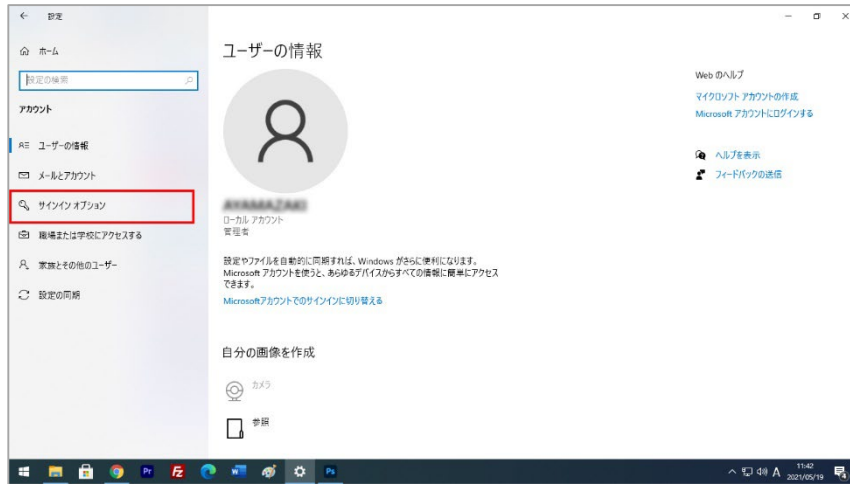 設定
ホーム
設定の検索
アカウント
ユーザーの情報
メールとアカウント
サインイン オプション
職場または学校にアクセスする
家族とその他のユーザー
設定の同期
ユーザーの情報
ローカル アカウント
管理者
設定やファイルを自動的に同期すれば、Windows がさらに便利になります。
Microsoft アカウントを使うと、あらゆるデバイスからすべての情報に簡単にアクセス
できます。
Microsoftアカウントでのサインインに切り替える
自分の画像を作成
カメラ
参照
Web のヘルプ
マイクロソフト アカウントの作成
Microsoft アカウントにログインする
ヘルプを表示
フィードバックの送信
Pr
Fz
W
Ps
A
11:42
2021/05/19
4